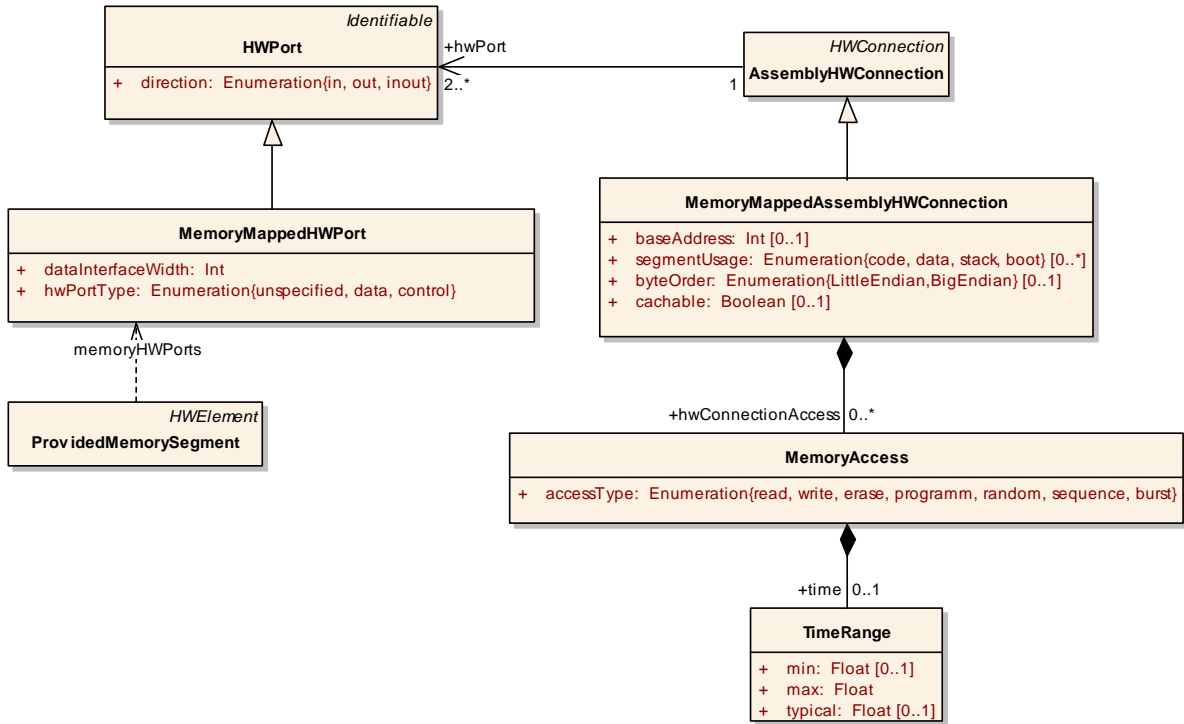 Identifiable
HWPort
+ direction: Enumeration{in, out, inout}
+hwPort
2..*
1
HWConnection
AssemblyHWConnection
MemoryMappedHWPort
+ dataInterfaceWidth: Int
+ hwPortType: Enumeration{unspecified, data, control}
MemoryMappedAssemblyHWConnection
+ baseAddress: Int [0..1]
+ segmentUsage: Enumeration{code, data, stack, boot} [0..*]
+ byteOrder: Enumeration{LittleEndian,BigEndian} [0..1]
+ cachable: Boolean [0..1]
memoryHWPorts
HWElement
ProvidedMemorySegment
+hwConnectionAccess 0..*
MemoryAccess
+ accessType: Enumeration{read, write, erase, programm, random, sequence, burst}
+time 0..1
TimeRange
+ min: Float [0..1]
+ max: Float
+ typical: Float [0..1]